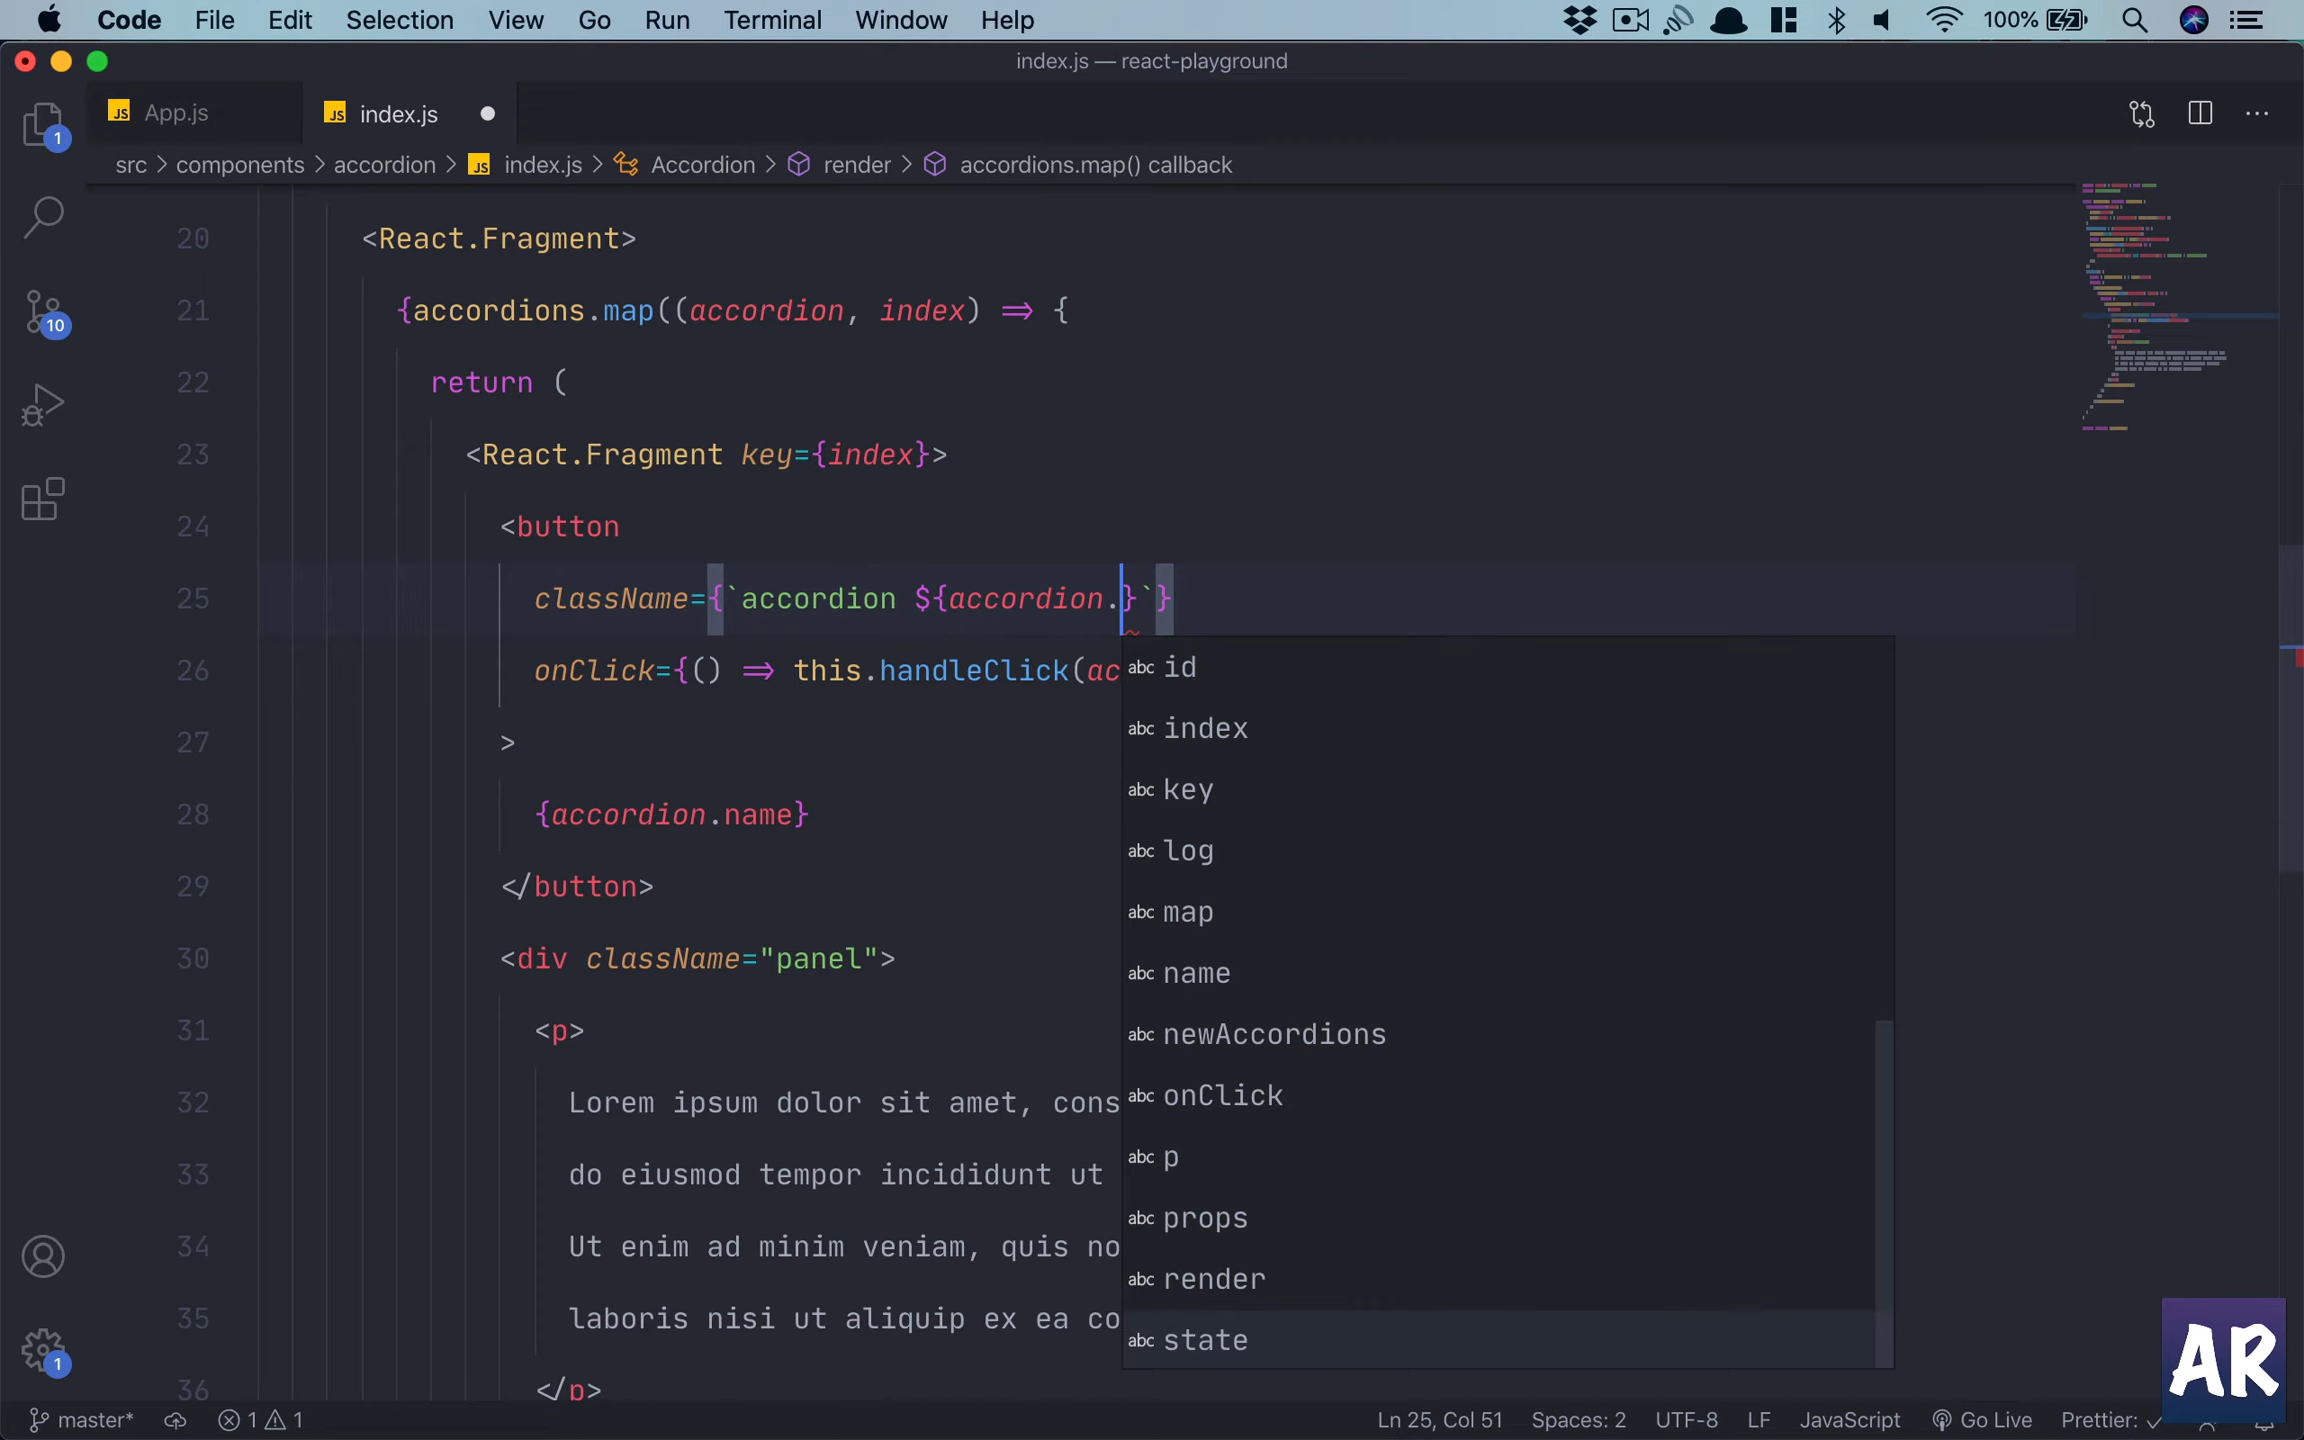 Code File Edit Selection View Go Run Terminal Window Help 100%
index.js — react-playground
JS App.js JS index.js
1
src > components > accordion > JS index.js > Accordion > render > accordions.map() callback
20 <React.Fragment>
21 {accordions.map((accordion, index) => {
10
22 return (
23 <React.Fragment key={index}>
24 <button
25 className={`accordion ${accordion.}`}
26 onClick={() => this.handleClick(ac
27 >
28 {accordion.name}
29 </button>
30 <div className="panel">
31 <p>
32 Lorem ipsum dolor sit amet, cons
33 do eiusmod tempor incididunt ut
34 Ut enim ad minim veniam, quis no
35 laboris nisi ut aliquip ex ea co
36 </p>
abc id
abc index
abc key
abc log
abc map
abc name
abc newAccordions
abc onClick
abc p
abc props
abc render
abc state
1
AR
master* 1 1 Ln 25, Col 51 Spaces: 2 UTF-8 LF JavaScript Go Live Prettier: